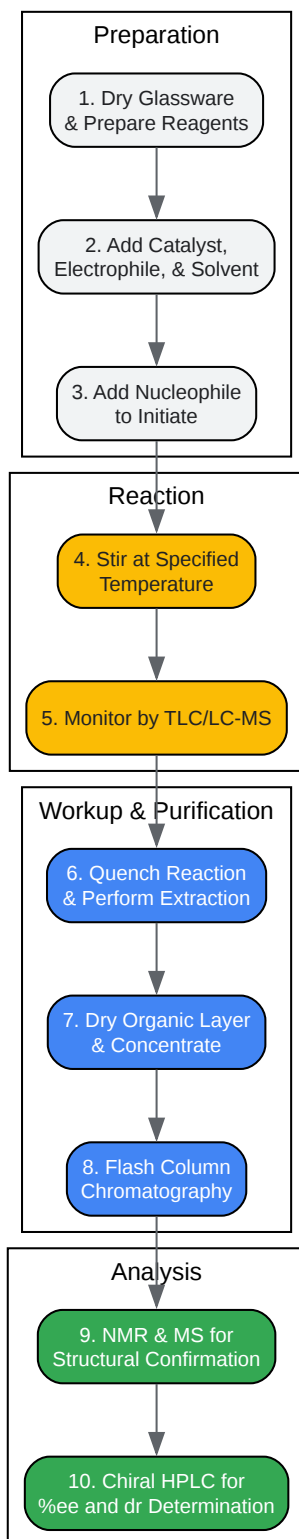 Preparation
1. Dry Glassware
& Prepare Reagents
2. Add Catalyst,
Electrophile, & Solvent
3. Add Nucleophile
to Initiate
Reaction
4. Stir at Specified
Temperature
5. Monitor by TLC/LC-MS
Workup & Purification
6. Quench Reaction
& Perform Extraction
7. Dry Organic Layer
& Concentrate
8. Flash Column
Chromatography
Analysis
9. NMR & MS for
Structural Confirmation
10. Chiral HPLC for
%ee and dr Determination